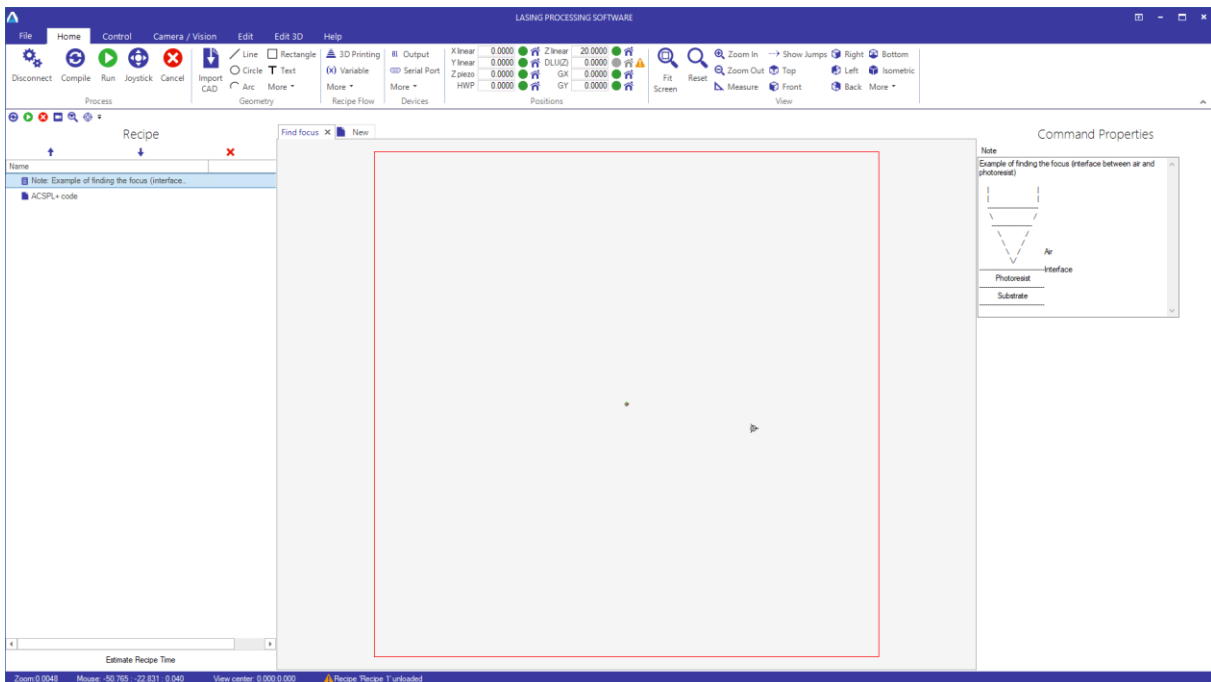 LASING PROCESSING SOFTWARE
File Home Control Camera / Vision Edit Edit 3D Help
Disconnect Compile Run Joystick Cancel
Process
Import CAD
Line Rectangle
Circle Text
Arc More
Geometry
3D Printing
(x) Variable
More
Recipe Flow
Output
Serial Port
More
Devices
X linear 0.0000 Z linear 20.0000
Y linear 0.0000 DLU(Z) 0.0000
Z piezo 0.0000 GX 0.0000
HWP 0.0000 GY 0.0000
Positions
Fit Screen
Reset
Zoom In Show Jumps Right Bottom
Zoom Out Top Left Isometric
Measure Front Back More
View
Recipe
Name
Note: Example of finding the focus (interface..
ACSPL+ code
Estimate Recipe Time
Find focus New
Command Properties
Note
Example of finding the focus (interface between air and
photoresist)
Air
Interface
Photoresist
Substrate
Zoom:0.0048 Mouse: -50.765 : -22.831 : 0.040 View center: 0.000:0.000 Recipe 'Recipe 1' unloaded